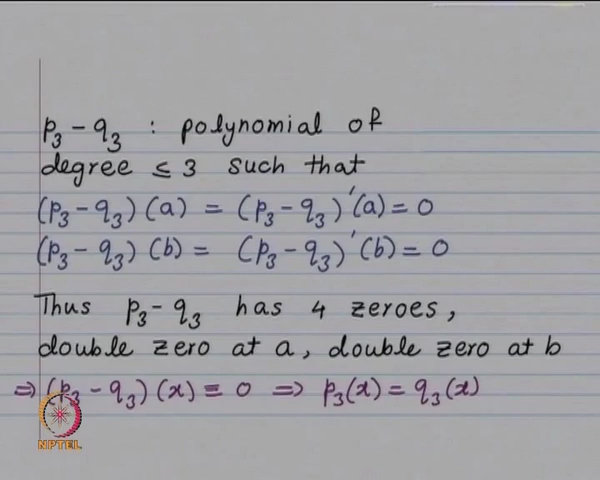 p₃ - q₃ : polynomial of
degree ≤ 3 such that
(p₃ - q₃) (a) = (p₃ - q₃)′(a) = 0
(p₃ - q₃) (b) = (p₃ - q₃)′(b) = 0
Thus p₃ - q₃ has 4 zeroes,
double zero at a, double zero at b
⇒ (p₃ - q₃) (x) = 0 ⇒ p₃(x) = q₃(x)
NPTEL